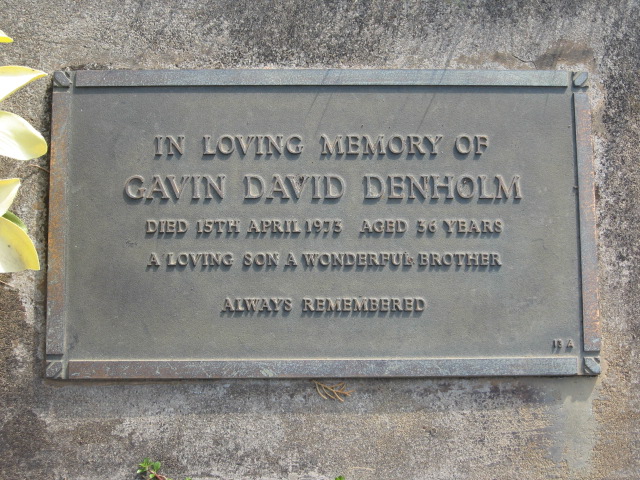 IN LOVING MEMORY OF
GAVIN DAVID DENHOLM
DIED 15TH APRIL 1973 AGED 36 YEARS
A LOVING SON A WONDERFUL BROTHER
ALWAYS REMEMBERED